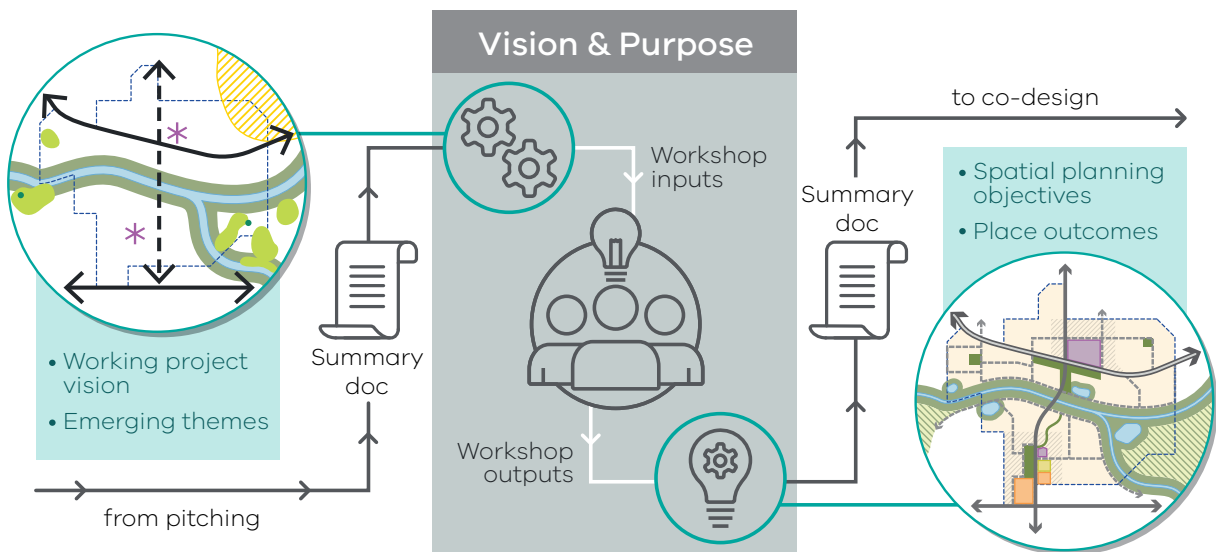 Vision & Purpose
• Working project
vision
• Emerging themes
from pitching
Summary
doc
Workshop
inputs
Workshop
outputs
Summary
doc
to co-design
• Spatial planning
objectives
• Place outcomes